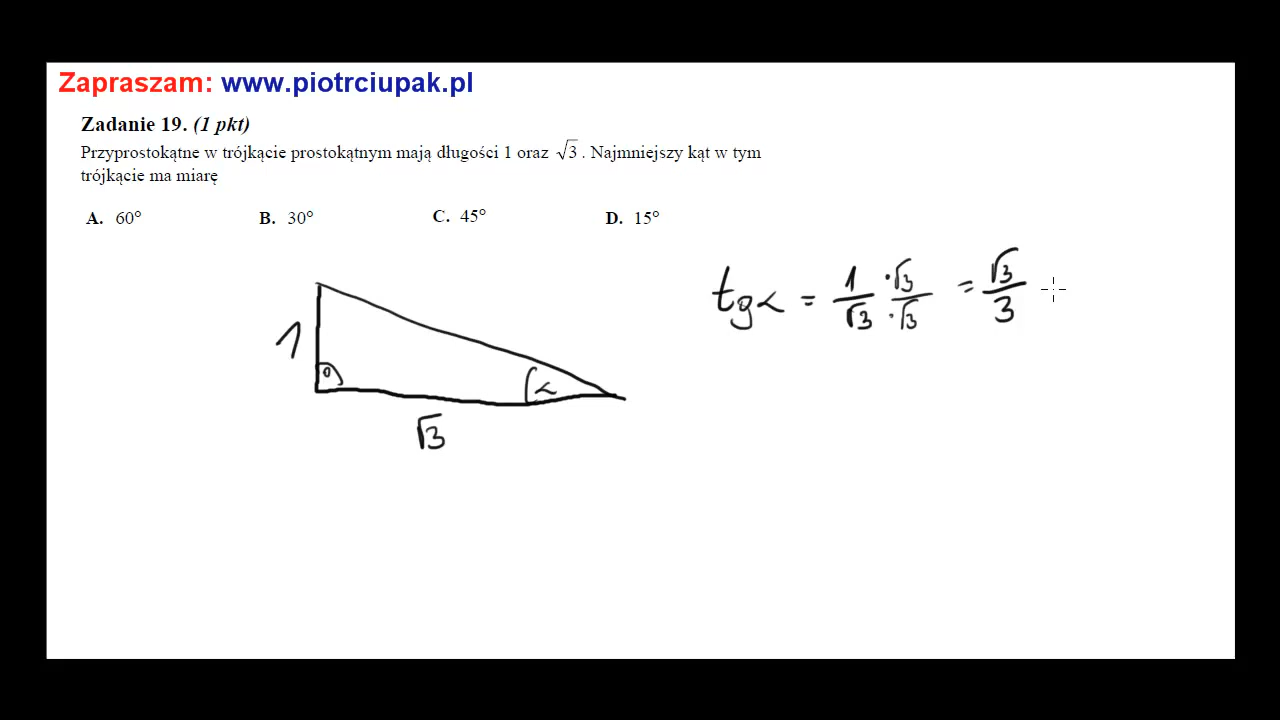 Zapraszam: www.piotrciupak.pl
Zadanie 19. (1 pkt)
Przyprostokątne w trójkącie prostokątnym mają długości 1 oraz √3 . Najmniejszy kąt w tym
trójkącie ma miarę
A. 60° B. 30° C. 45° D. 15°
tgα = 1/√3 ·√3/·√3 = √3/3
1
α
√3